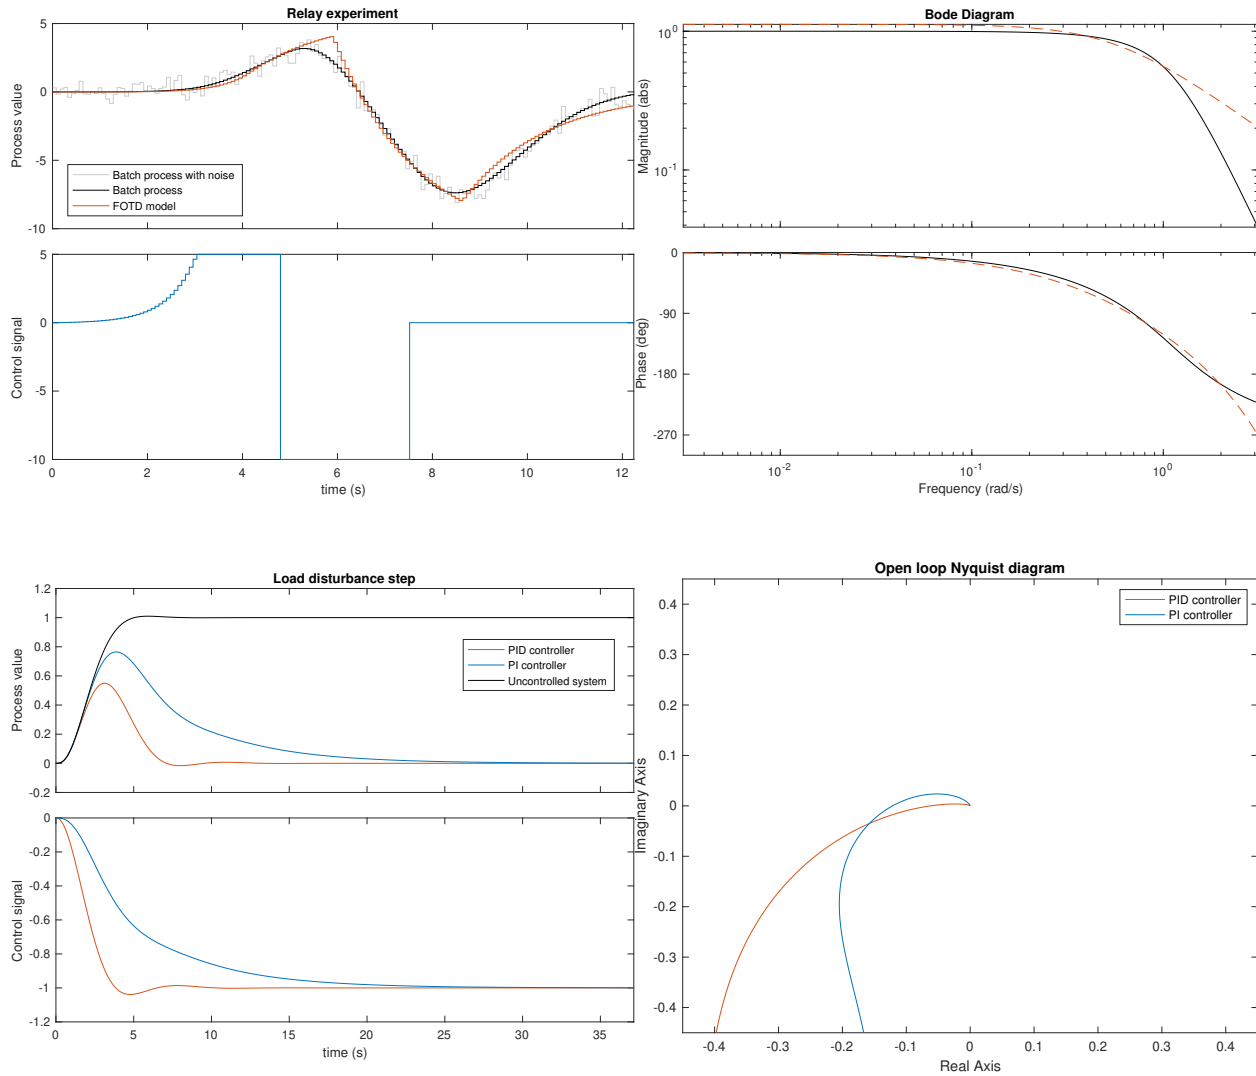 Relay experiment
5
0
-5
-10
Process value
Batch process with noise
Batch process
FOTD model
5
0
-5
-10
Control signal
0
2
4
6
8
10
12
time (s)
Bode Diagram
10^0
10^-1
Magnitude (abs)
0
-90
-180
-270
Phase (deg)
10^-2
10^-1
10^0
Frequency (rad/s)
Load disturbance step
1.2
1
0.8
0.6
0.4
0.2
0
-0.2
Process value
PID controller
PI controller
Uncontrolled system
0
-0.2
-0.4
-0.6
-0.8
-1
-1.2
Control signal
0
5
10
15
20
25
30
35
time (s)
Open loop Nyquist diagram
PID controller
PI controller
0.4
0.3
0.2
0.1
0
-0.1
-0.2
-0.3
-0.4
Imaginary Axis
-0.4
-0.3
-0.2
-0.1
0
0.1
0.2
0.3
0.4
Real Axis